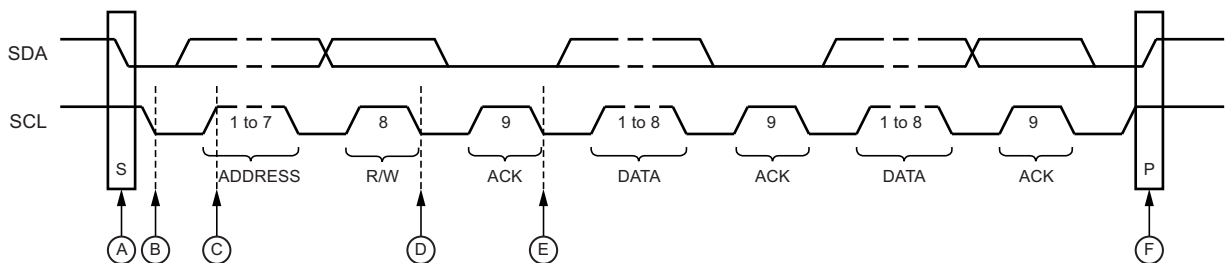 SDA
SCL
1 to 7
8
9
1 to 8
9
1 to 8
9
S
ADDRESS
R/W
ACK
DATA
ACK
DATA
ACK
P
A
B
C
D
E
F